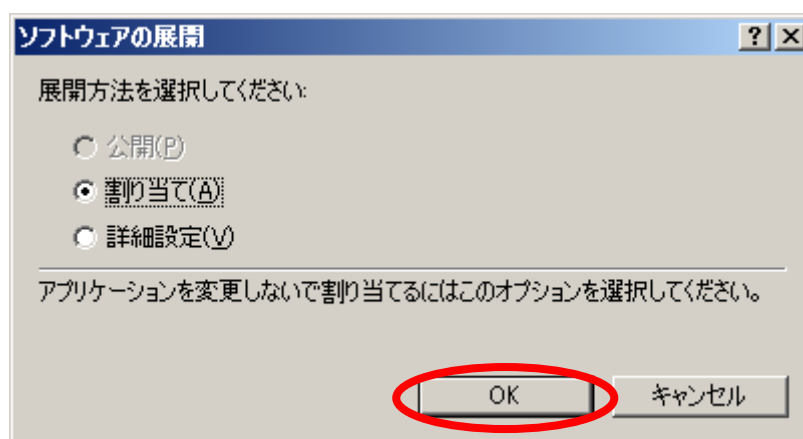 ソフトウェアの展開
展開方法を選択してください:
公開(P)
割り当て(A)
詳細設定(V)
アプリケーションを変更しないで割り当てるにはこのオプションを選択してください。
OK キャンセル